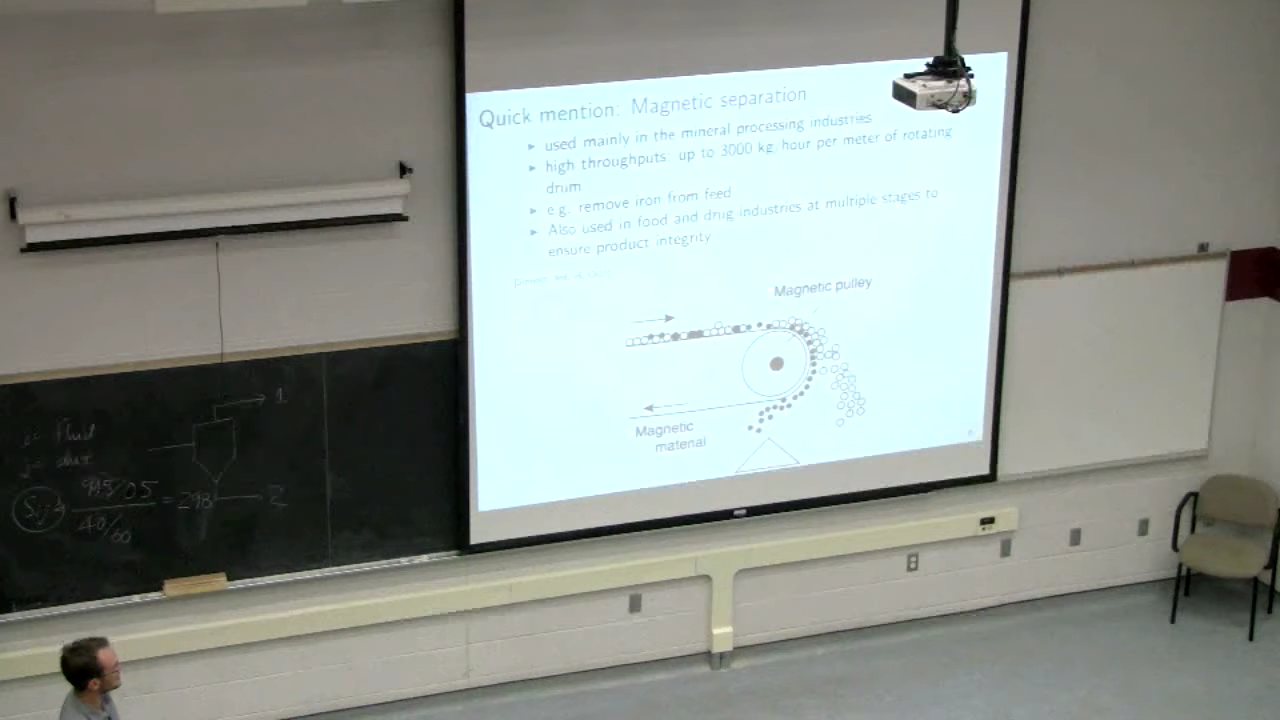 Quick mention: Magnetic separation
► used mainly in the mineral processing industries
► high throughputs: up to 3000 kg/hour per meter of rotating
drum
► e.g. remove iron from feed
► Also used in food and drug industries at multiple stages to
ensure product integrity
Magnetic pulley
Magnetic
material
1
fluid
= 298
2
40/60